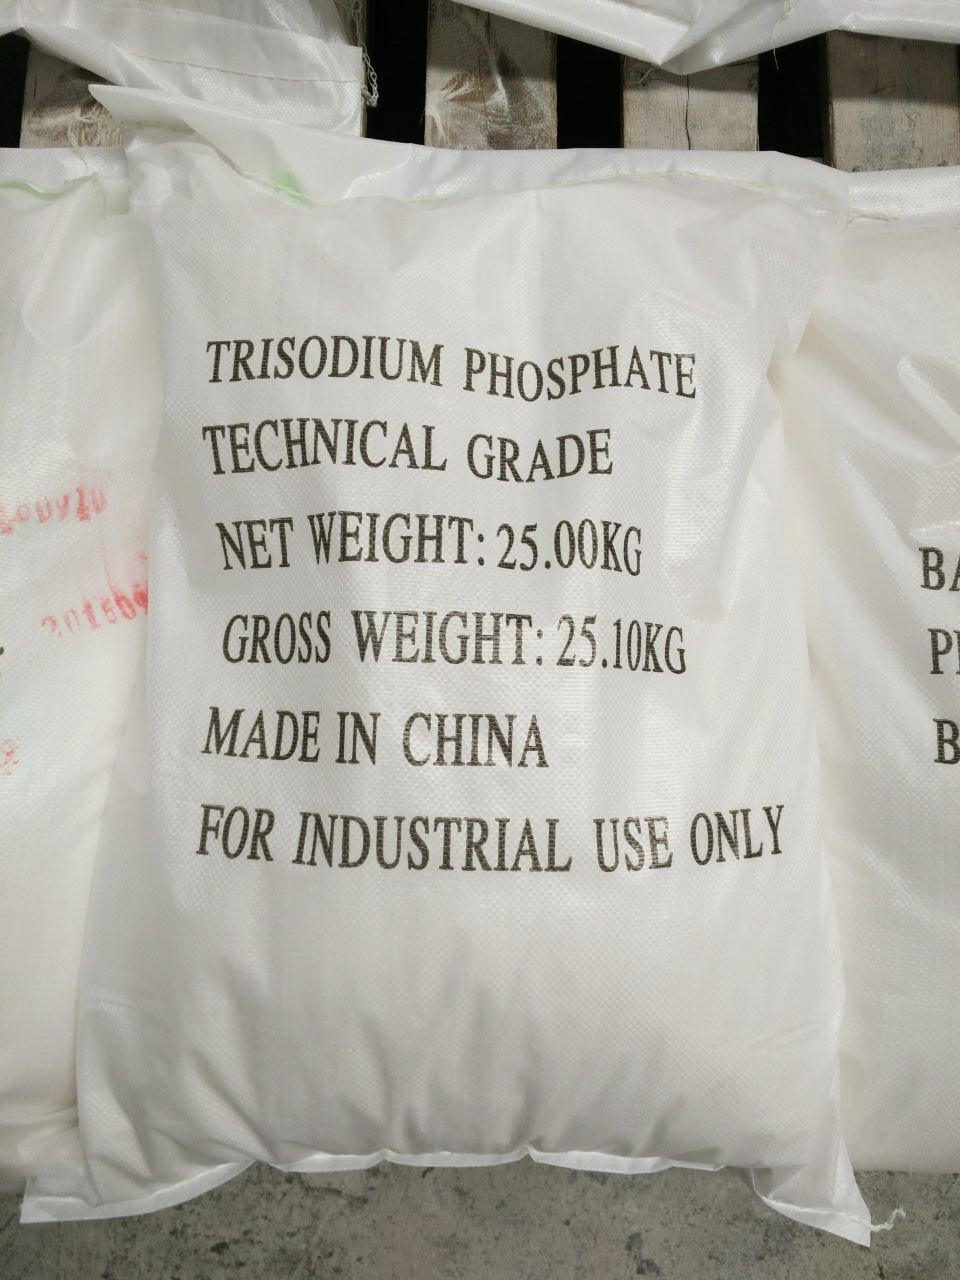 TRISODIUM PHOSPHATE
TECHNICAL GRADE
NET WEIGHT: 25.00KG
GROSS WEIGHT: 25.10KG
MADE IN CHINA
FOR INDUSTRIAL USE ONLY